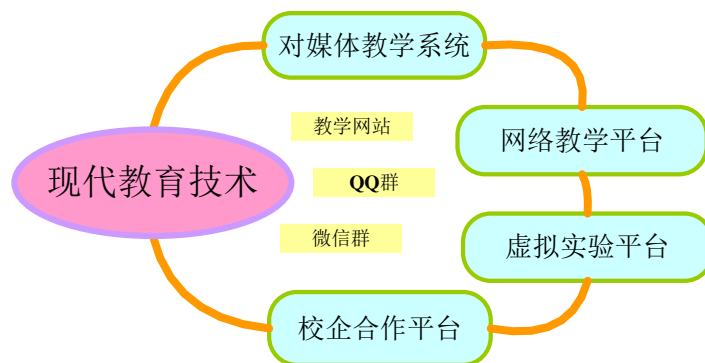 对媒体教学系统
教学网站
网络教学平台
现代教育技术
QQ群
微信群
虚拟实验平台
校企合作平台